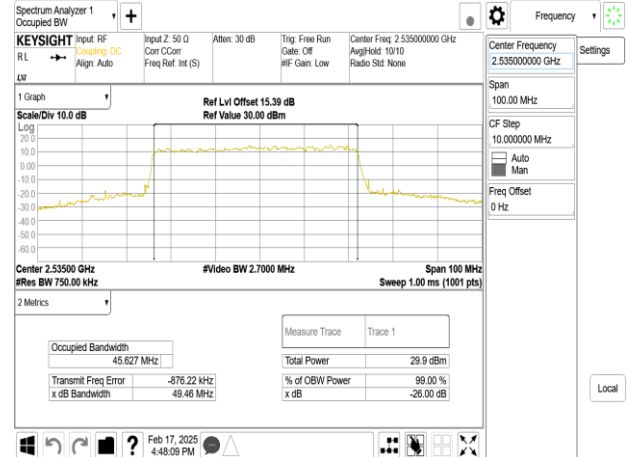 Spectrum Analyzer 1
Occupied BW
Frequency
KEYSIGHT
RL
Input: RF
Coupling: DC
Align: Auto
Input Z: 50 Ω
Corr CCorr
Freq Ref: Int (S)
Atten: 30 dB
Trig: Free Run
Gate: Off
#IF Gain: Low
Center Freq: 2.535000000 GHz
Avg|Hold: 10/10
Radio Std: None
Center Frequency
2.535000000 GHz
Settings
Span
100.00 MHz
CF Step
10.000000 MHz
Auto
Man
Freq Offset
0 Hz
Local
1 Graph
Scale/Div 10.0 dB
Ref Lvl Offset 15.39 dB
Ref Value 30.00 dBm
Log
20.0
10.0
0.00
-10.0
-20.0
-30.0
-40.0
-50.0
-60.0
Center 2.53500 GHz
#Res BW 750.00 kHz
#Video BW 2.7000 MHz
Span 100 MHz
Sweep 1.00 ms (1001 pts)
2 Metrics
Measure Trace
Trace 1
Occupied Bandwidth
45.627 MHz
Total Power
29.9 dBm
Transmit Freq Error
-876.22 kHz
% of OBW Power
99.00 %
x dB Bandwidth
49.46 MHz
x dB
-26.00 dB
?
Feb 17, 2025
4:48:09 PM